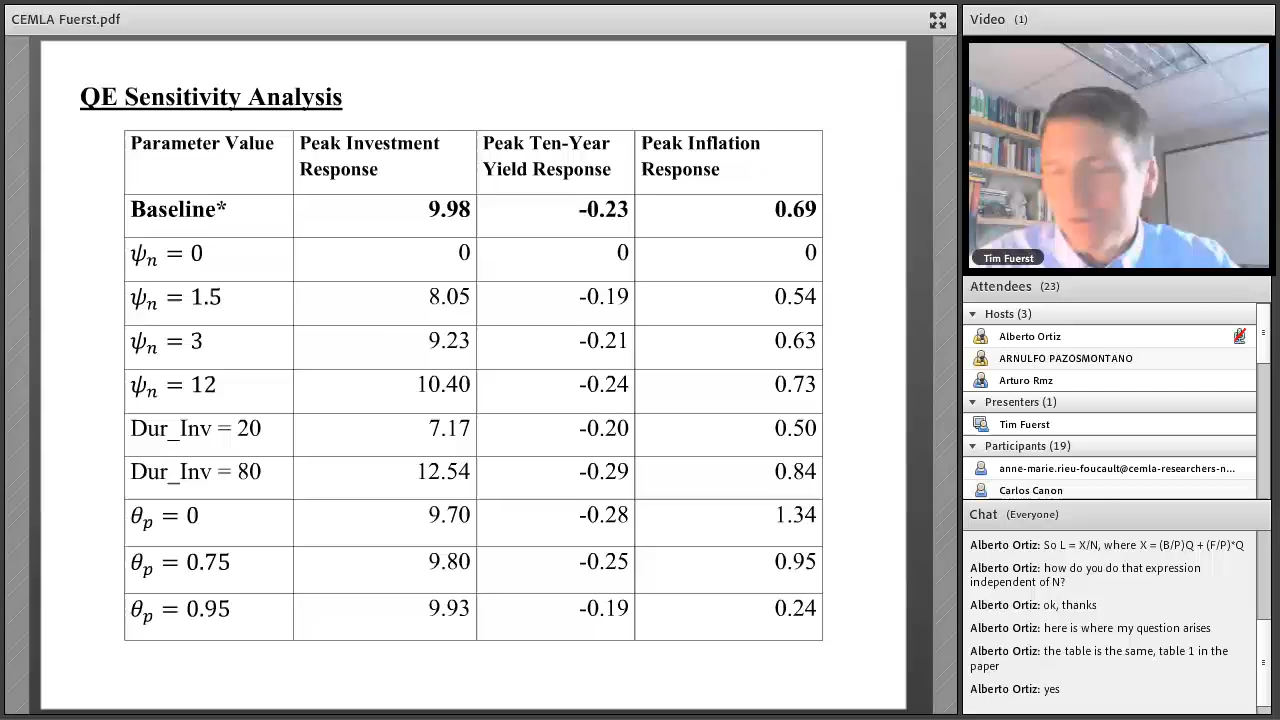 CEMLA Fuerst.pdf
QE Sensitivity Analysis
Parameter Value Peak Investment Response Peak Ten-Year Yield Response Peak Inflation Response
Baseline* 9.98 -0.23 0.69
ψn = 0 0 0 0
ψn = 1.5 8.05 -0.19 0.54
ψn = 3 9.23 -0.21 0.63
ψn = 12 10.40 -0.24 0.73
Dur_Inv = 20 7.17 -0.20 0.50
Dur_Inv = 80 12.54 -0.29 0.84
θp = 0 9.70 -0.28 1.34
θp = 0.75 9.80 -0.25 0.95
θp = 0.95 9.93 -0.19 0.24
Video (1)
Tim Fuerst
Attendees (23)
Hosts (3)
Alberto Ortiz
ARNULFO PAZOSMONTANO
Arturo Rmz
Presenters (1)
Tim Fuerst
Participants (19)
anne-marie.rieu-foucault@cemla-researchers-n...
Carlos Canon
Chat (Everyone)
Alberto Ortiz: So L = X/N, where X = (B/P)Q + (F/P)*Q
Alberto Ortiz: how do you do that expression
independent of N?
Alberto Ortiz: ok, thanks
Alberto Ortiz: here is where my question arises
Alberto Ortiz: the table is the same, table 1 in the
paper
Alberto Ortiz: yes